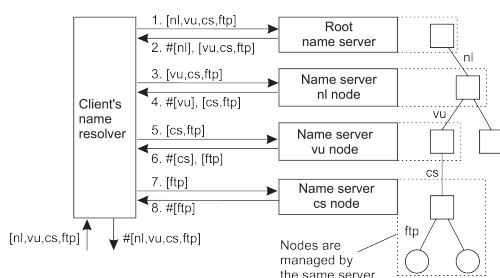 1. [nl,vu,cs,ftp]
2. #[nl], [vu,cs,ftp]
3. [vu,cs,ftp]
4. #[vu], [cs,ftp]
5. [cs,ftp]
6. #[cs], [ftp]
7. [ftp]
8. #[ftp]
Client's
name
resolver
[nl,vu,cs,ftp]
#[nl,vu,cs,ftp]
Root
name server
Name server
nl node
Name server
vu node
Name server
cs node
nl
vu
cs
ftp
Nodes are
managed by
the same server